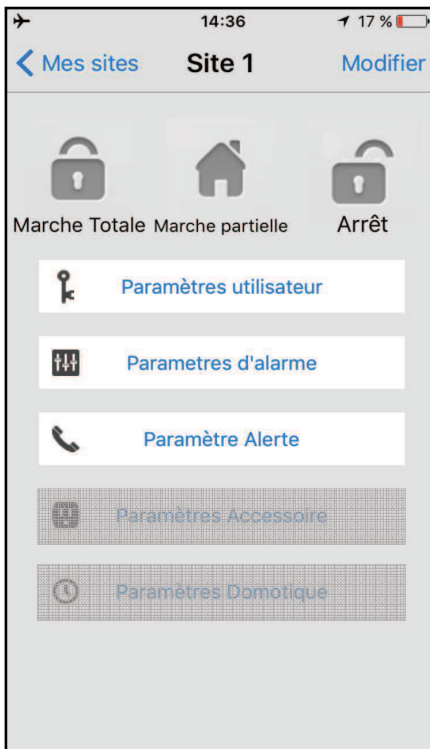 14:36
17 %
Mes sites
Site 1
Modifier
Marche Totale
Marche partielle
Arrêt
Paramètres utilisateur
Parametres d'alarme
Paramètre Alerte
Paramètres Accessoire
Paramètres Domotique